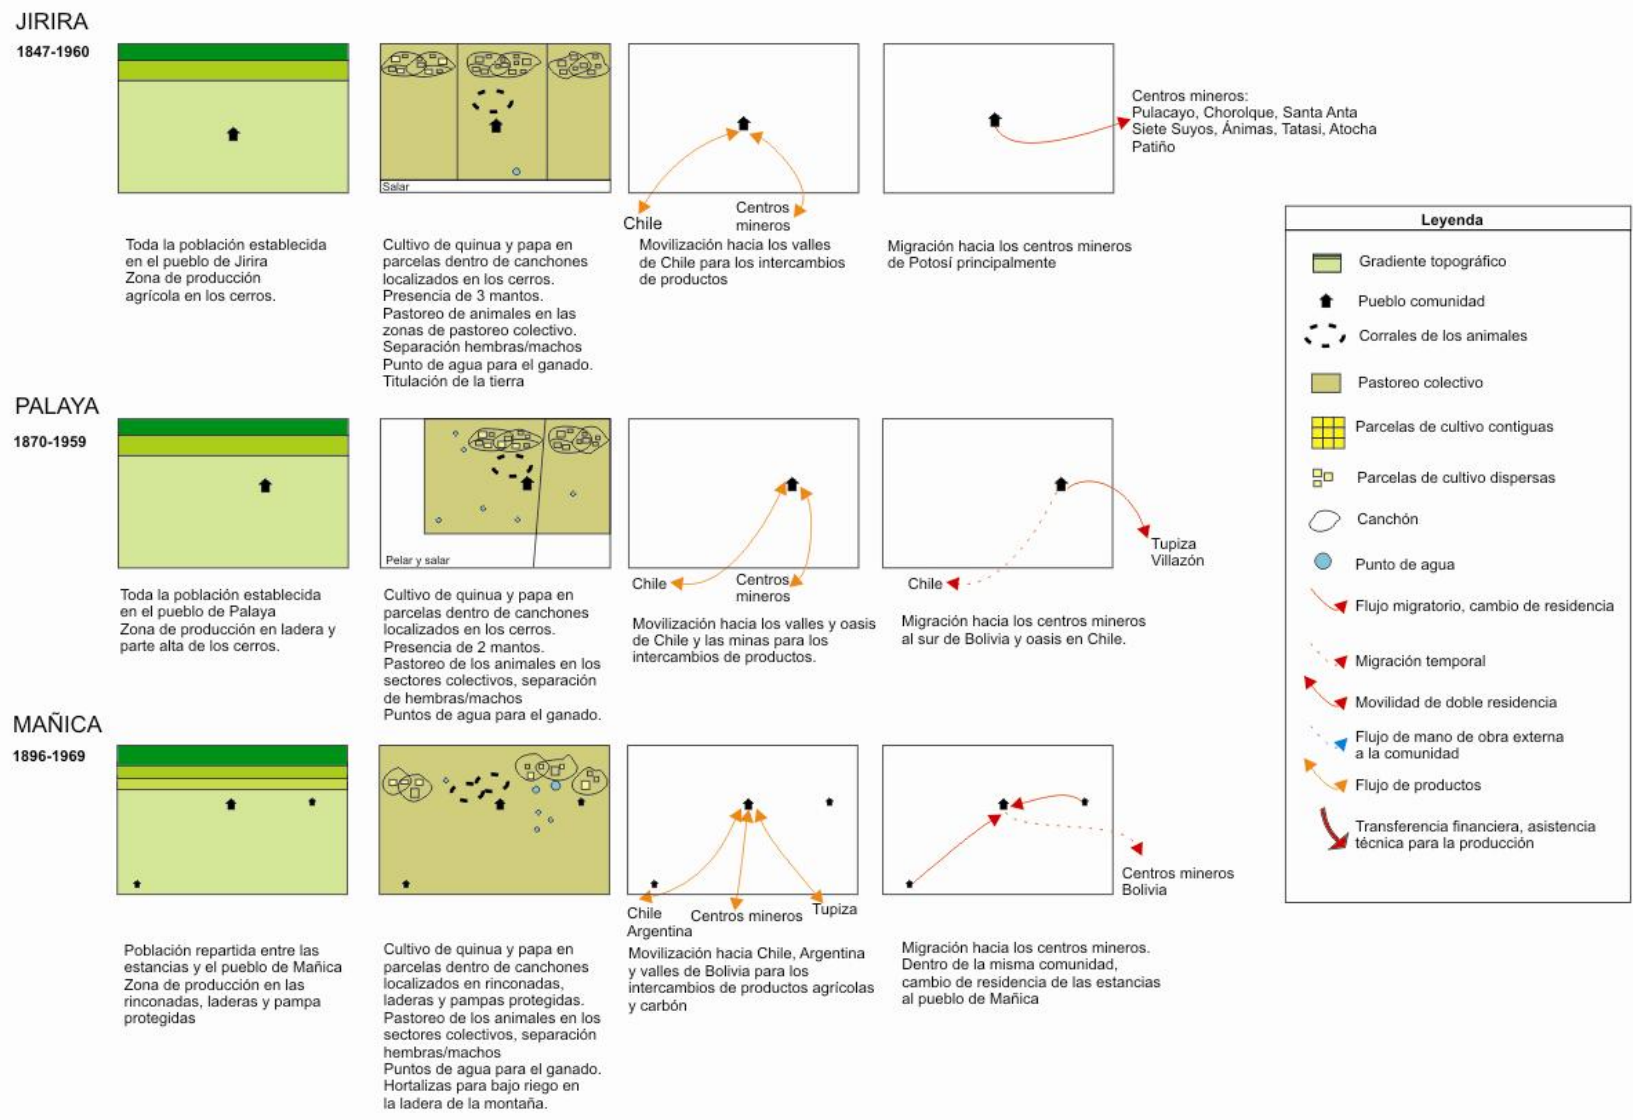 JIRIRA
1847-1960
Salar
Chile
Centros
mineros
Centros mineros:
Pulacayo, Chorolque, Santa Anta
Siete Suyos, Ánimas, Tatasi, Atocha
Patiño
Toda la población establecida
en el pueblo de Jirira
Zona de producción
agrícola en los cerros.
Cultivo de quinua y papa en
parcelas dentro de canchones
localizados en los cerros.
Presencia de 3 mantos.
Pastoreo de animales en las
zonas de pastoreo colectivo.
Separación hembras/machos
Punto de agua para el ganado.
Titulación de la tierra
Movilización hacia los valles
de Chile para los intercambios
de productos
Migración hacia los centros mineros
de Potosí principalmente
PALAYA
1870-1959
Pelar y salar
Chile
Centros
mineros
Chile
Tupiza
Villazón
Toda la población establecida
en el pueblo de Palaya
Zona de producción en ladera y
parte alta de los cerros.
Cultivo de quinua y papa en
parcelas dentro de canchones
localizados en los cerros.
Presencia de 2 mantos.
Pastoreo de los animales en los
sectores colectivos, separación
de hembras/machos
Puntos de agua para el ganado.
Movilización hacia los valles y oasis
de Chile y las minas para los
intercambios de productos.
Migración hacia los centros mineros
al sur de Bolivia y oasis en Chile.
MAÑICA
1896-1969
Chile
Argentina
Centros mineros
Tupiza
Centros mineros
Bolivia
Población repartida entre las
estancias y el pueblo de Mañica
Zona de producción en las
rinconadas, laderas y pampa
protegidas
Cultivo de quinua y papa en
parcelas dentro de canchones
localizados en rinconadas,
laderas y pampas protegidas.
Pastoreo de los animales en los
sectores colectivos, separación
hembras/machos
Puntos de agua para el ganado.
Hortalizas para bajo riego en
la ladera de la montaña.
Movilización hacia Chile, Argentina
y valles de Bolivia para los
intercambios de productos agrícolas
y carbón
Migración hacia los centros mineros.
Dentro de la misma comunidad,
cambio de residencia de las estancias
al pueblo de Mañica
Leyenda
Gradiente topográfico
Pueblo comunidad
Corrales de los animales
Pastoreo colectivo
Parcelas de cultivo contiguas
Parcelas de cultivo dispersas
Canchón
Punto de agua
Flujo migratorio, cambio de residencia
Migración temporal
Movilidad de doble residencia
Flujo de mano de obra externa
a la comunidad
Flujo de productos
Transferencia financiera, asistencia
técnica para la producción